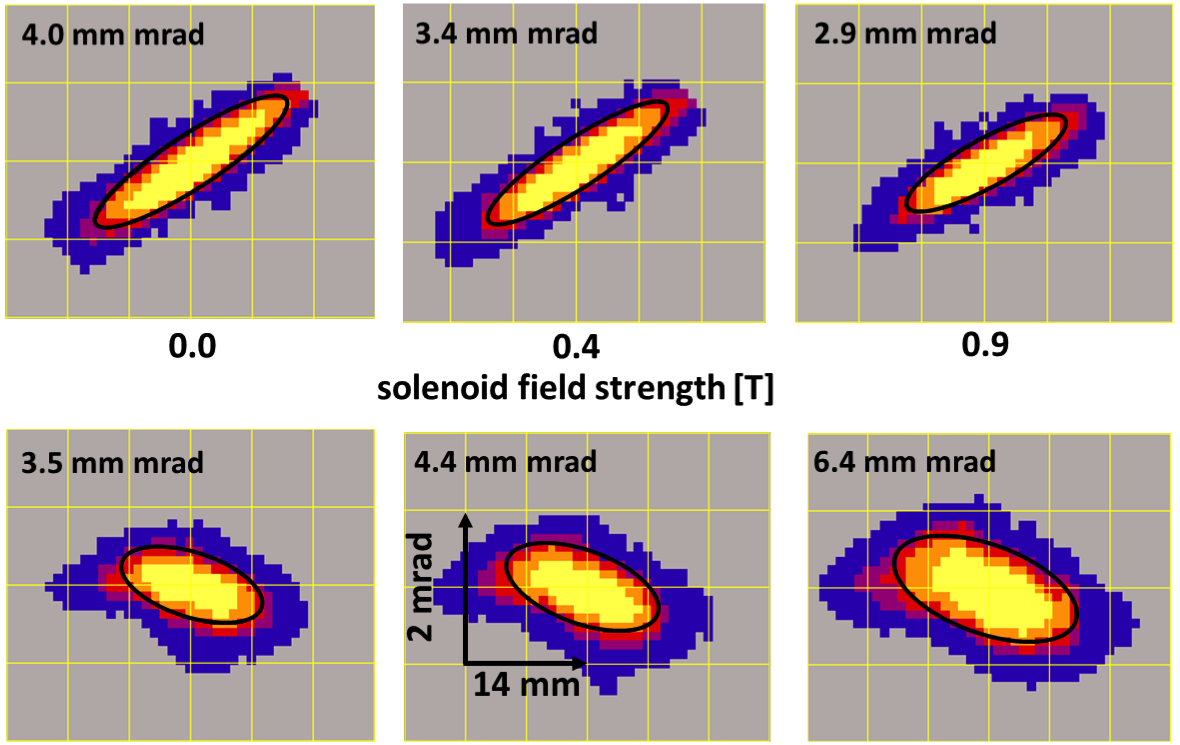 4.0 mm mrad
3.4 mm mrad
2.9 mm mrad
0.0
0.4
0.9
solenoid field strength [T]
3.5 mm mrad
4.4 mm mrad
6.4 mm mrad
2 mrad
14 mm